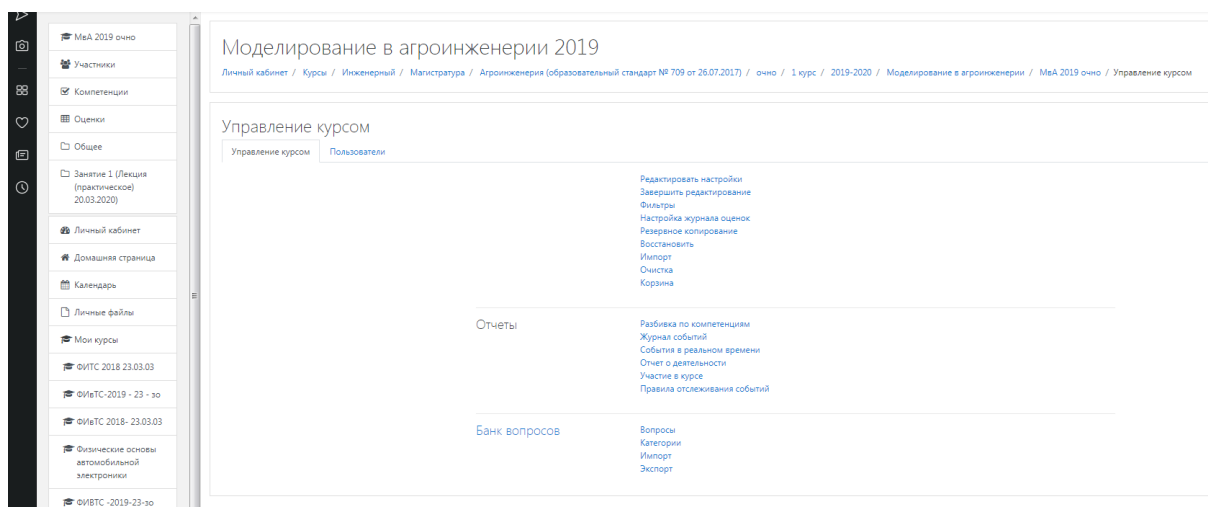 МвА 2019 очно
Участники
Компетенции
Оценки
Общее
Занятие 1 (Лекция
(практическое)
20.03.2020)
Личный кабинет
Домашняя страница
Календарь
Личные файлы
Мои курсы
ФИТС 2018 23.03.03
ФИвТС-2019 - 23 - зо
ФИвТС 2018- 23.03.03
Физические основы
автомобильной
электроники
ФИВТС -2019-23-зо
Моделирование в агроинженерии 2019
Личный кабинет / Курсы / Инженерный / Магистратура / Агроинженерия (образовательный стандарт № 709 от 26.07.2017) / очно / 1 курс / 2019-2020 / Моделирование в агроинженерии / МвА 2019 очно / Управление курсом
Управление курсом
Управление курсом Пользователи
Редактировать настройки
Завершить редактирование
Фильтры
Настройка журнала оценок
Резервное копирование
Восстановить
Импорт
Очистка
Корзина
Отчеты
Разбивка по компетенциям
Журнал событий
События в реальном времени
Отчет о деятельности
Участие в курсе
Правила отслеживания событий
Банк вопросов
Вопросы
Категории
Импорт
Экспорт